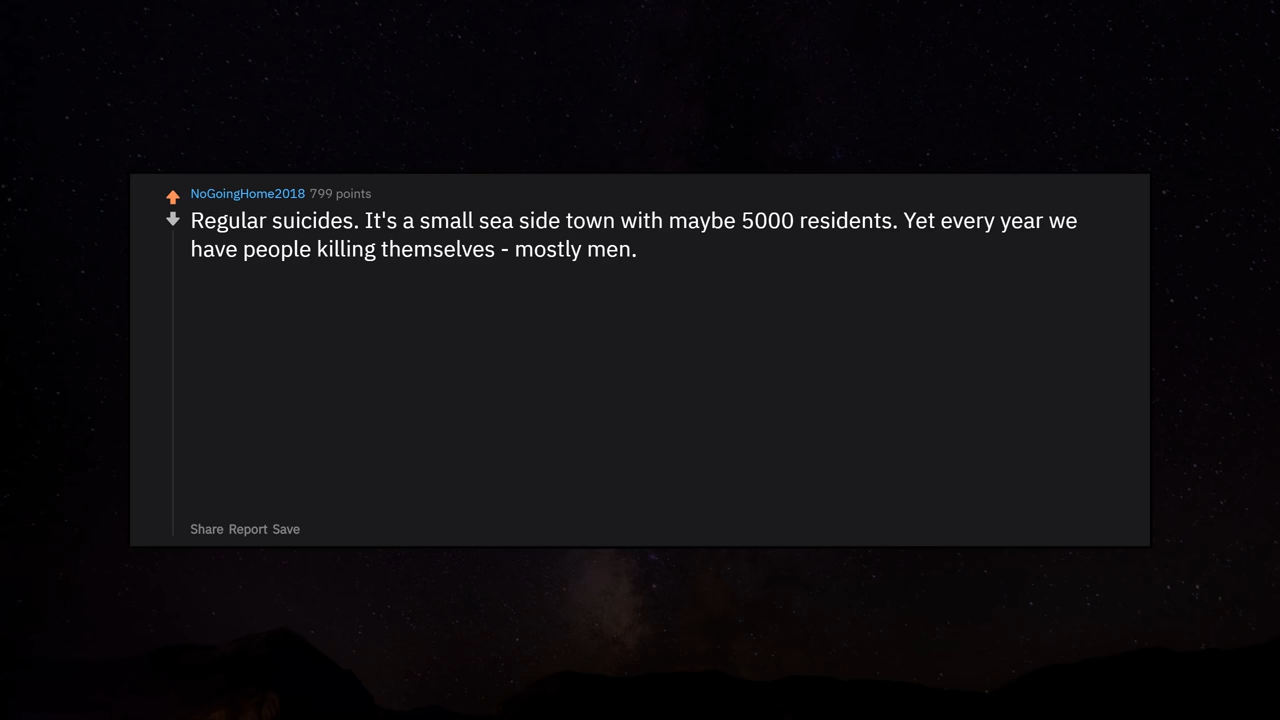 NoGoingHome2018 799 points
Regular suicides. It's a small sea side town with maybe 5000 residents. Yet every year we
have people killing themselves - mostly men.
Share Report Save